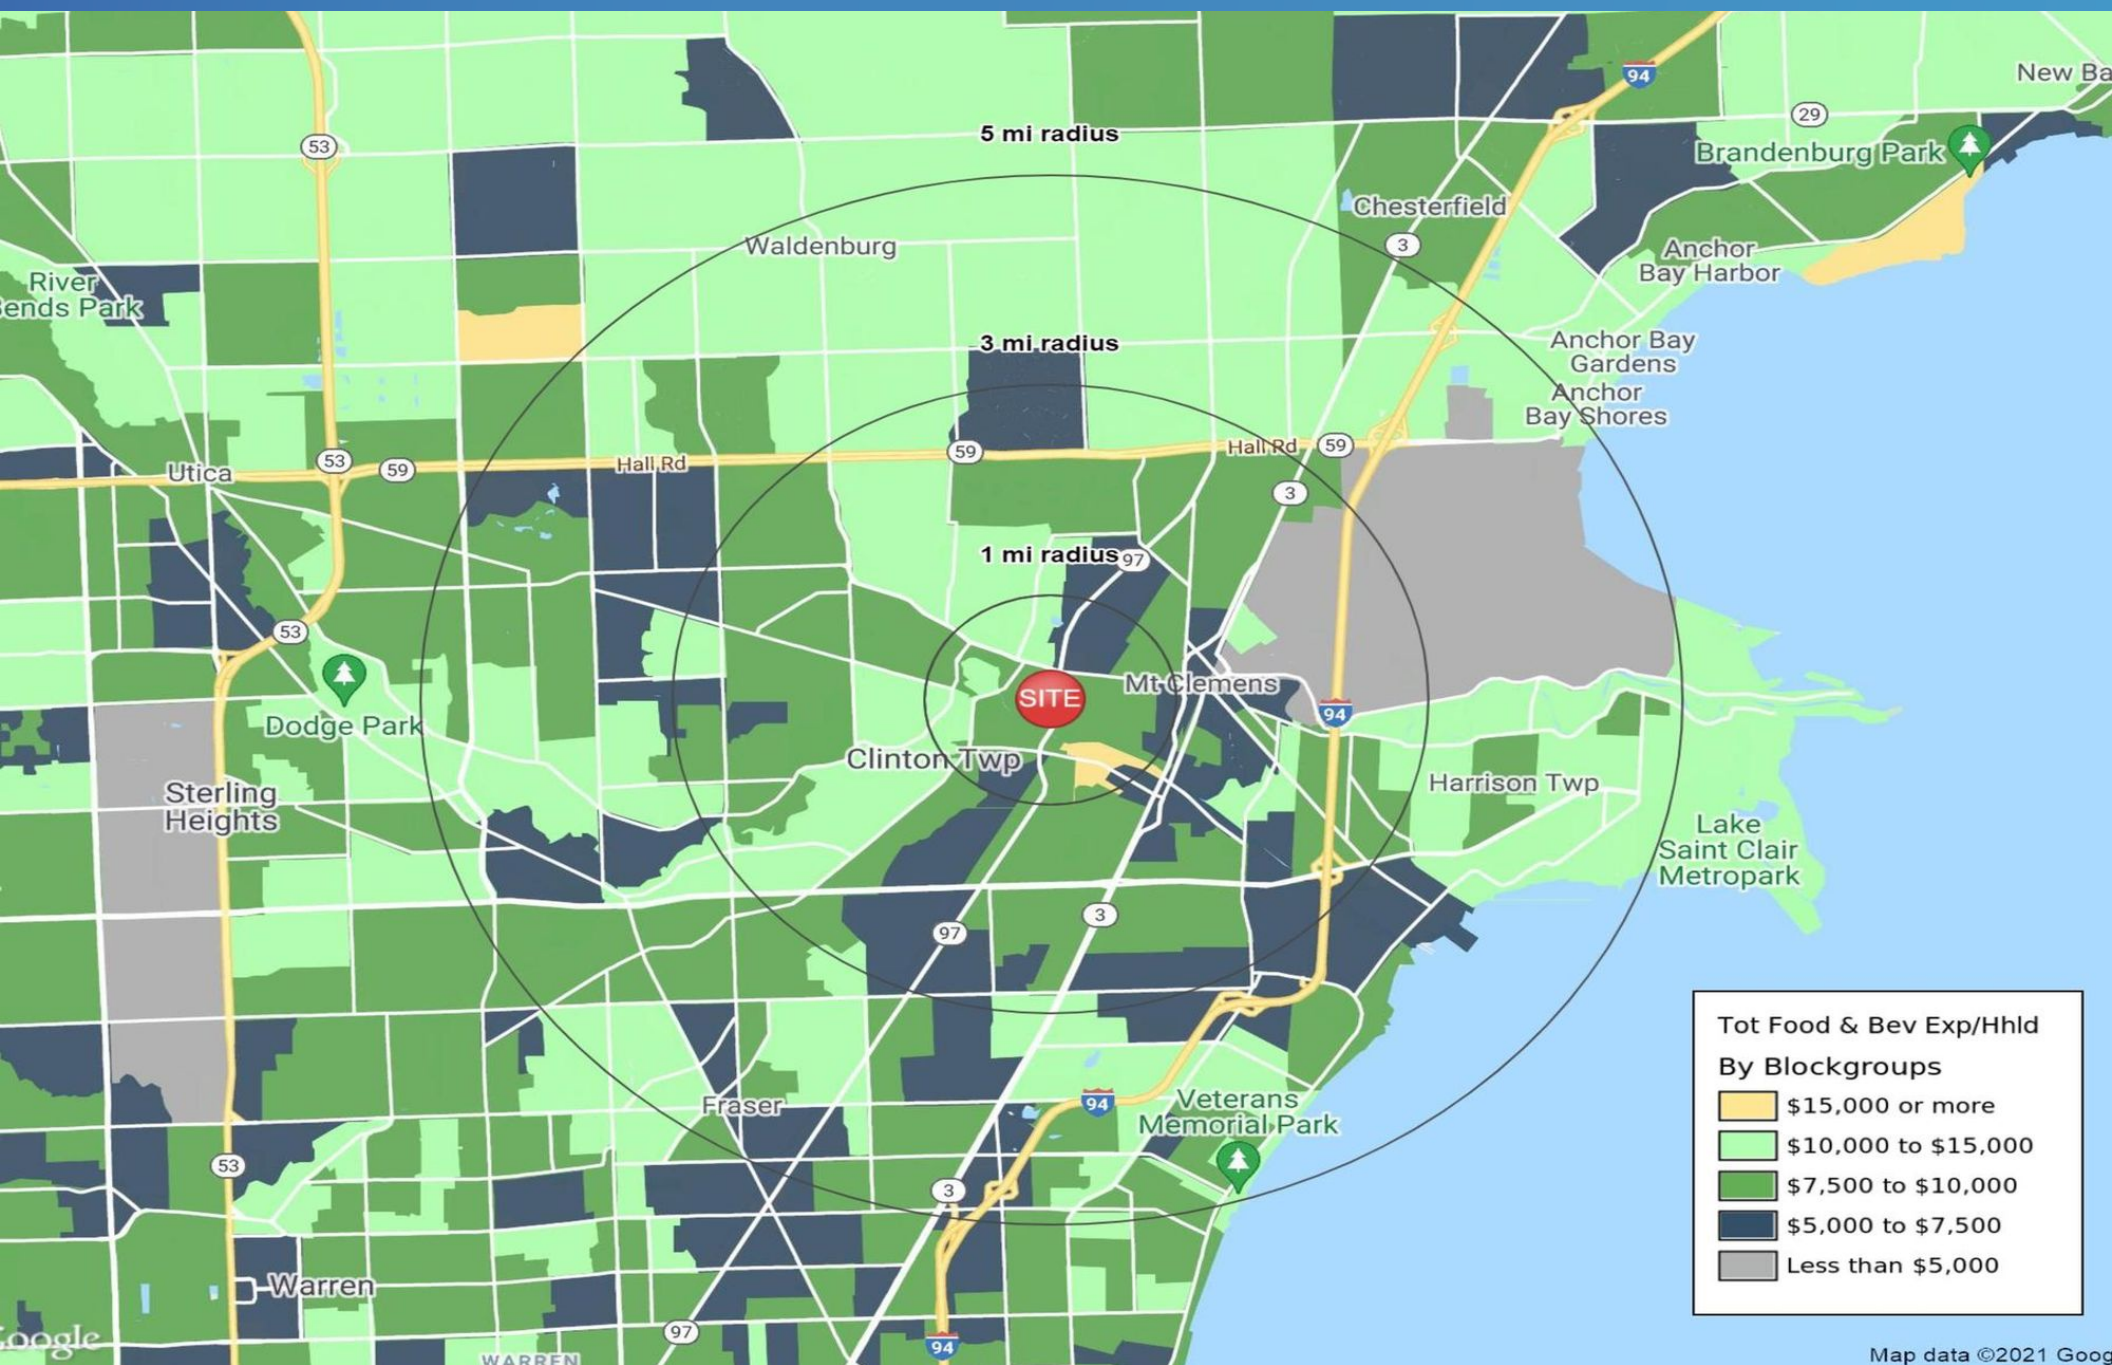 94
New Ba
29
53
5 mi radius
Brandenburg Park
Chesterfield
3
Waldenburg
Anchor
Bay Harbor
River
ends Park
3 mi radius
Anchor Bay
Gardens
Anchor
Bay Shores
Hall Rd
59
59
53
59
Hall Rd
Utica
3
1 mi radius
97
53
Mt Clemens
SITE
94
Dodge Park
Clinton Twp
Harrison Twp
Sterling
Heights
Lake
Saint Clair
Metropark
3
97
Fraser
94
Veterans
Memorial Park
53
3
Warren
97
94
WARREN
Tot Food & Bev Exp/Hhld
By Blockgroups
$15,000 or more
$10,000 to $15,000
$7,500 to $10,000
$5,000 to $7,500
Less than $5,000
Google
Map data ©2021 Goog